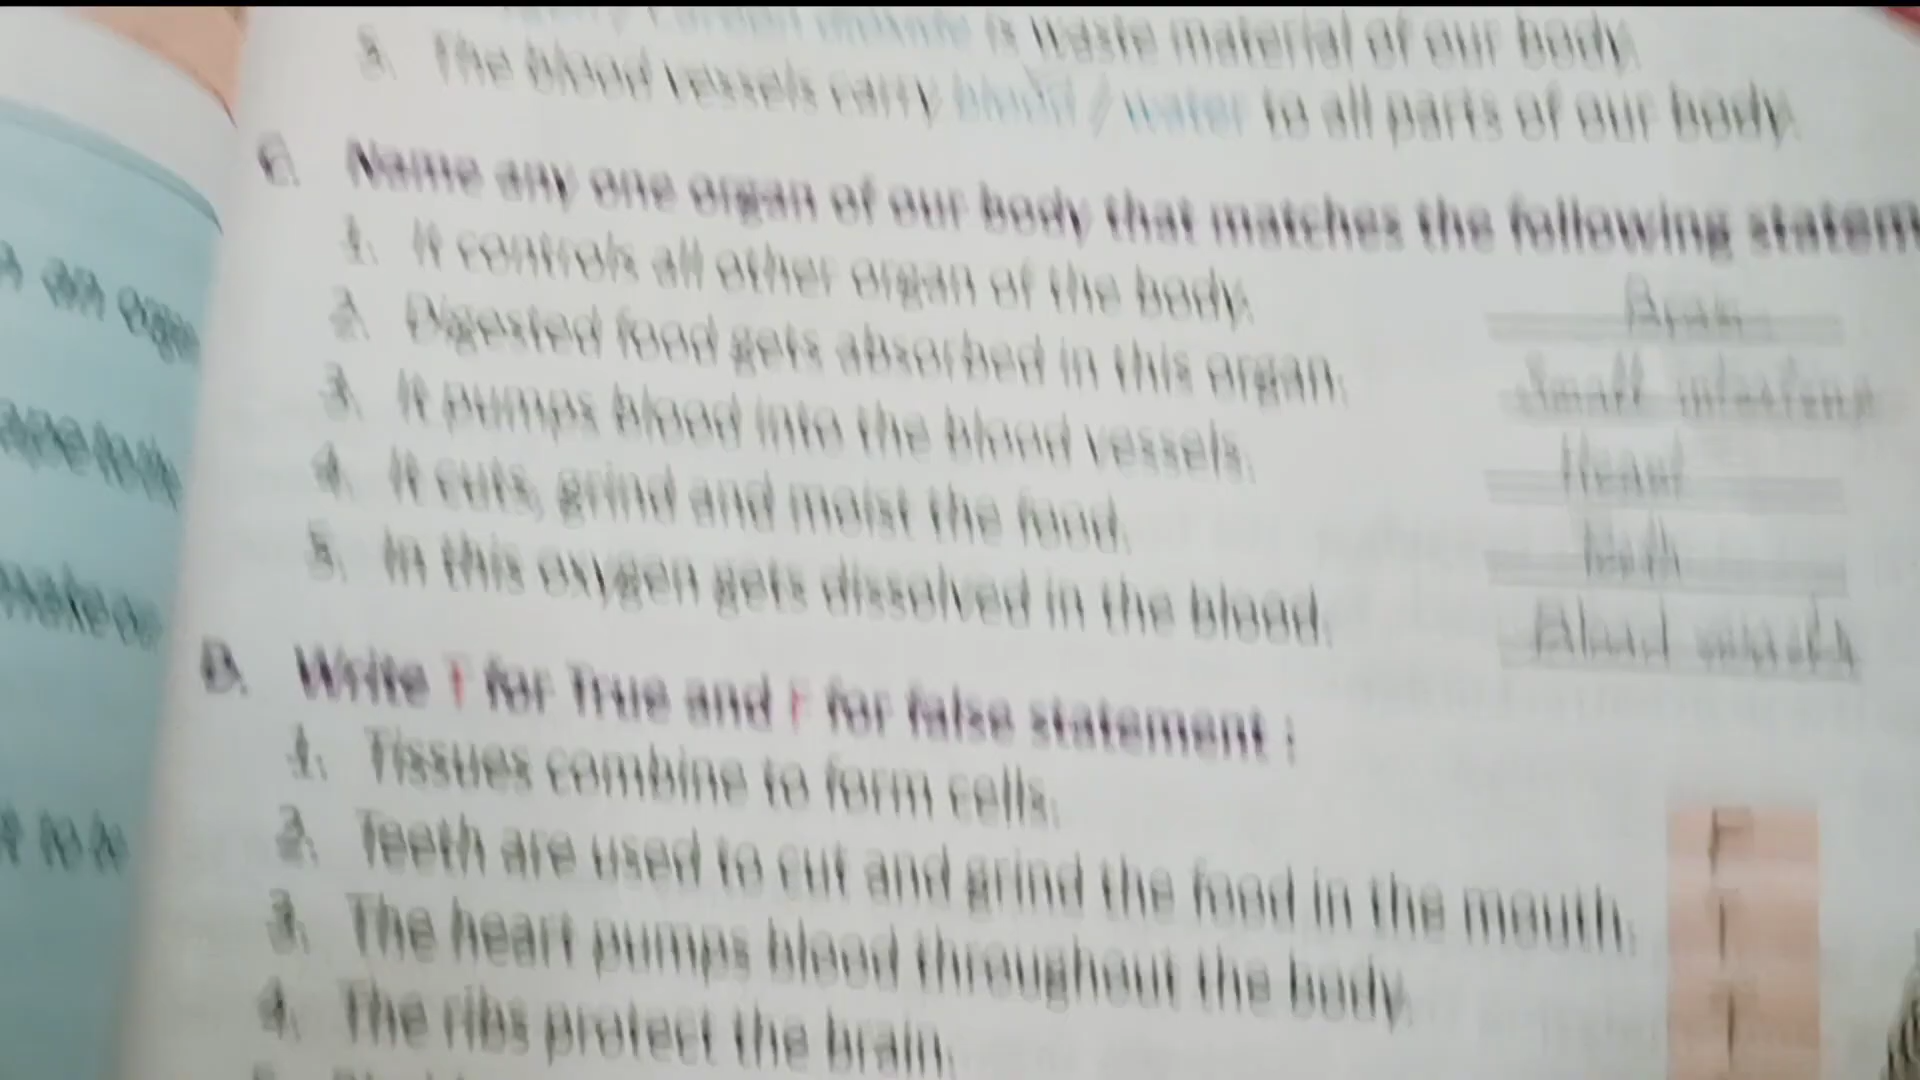 is waste material of our body.
5. The blood vessels carry blood / water to all parts of our body.
C. Name any one organ of our body that matches the following statem
1. It controls all other organ of the body. Brain
2. Digested food gets absorbed in this organ. Small intestine
3. It pumps blood into the blood vessels. Heart
4. It cuts, grind and moist the food.
5. In this oxygen gets dissolved in the blood. Blood
D. Write T for True and F for false statement :
1. Tissues combine to form cells. F
2. Teeth are used to cut and grind the food in the mouth. T
3. The heart pumps blood throughout the body. T
4. The ribs protect the brain.